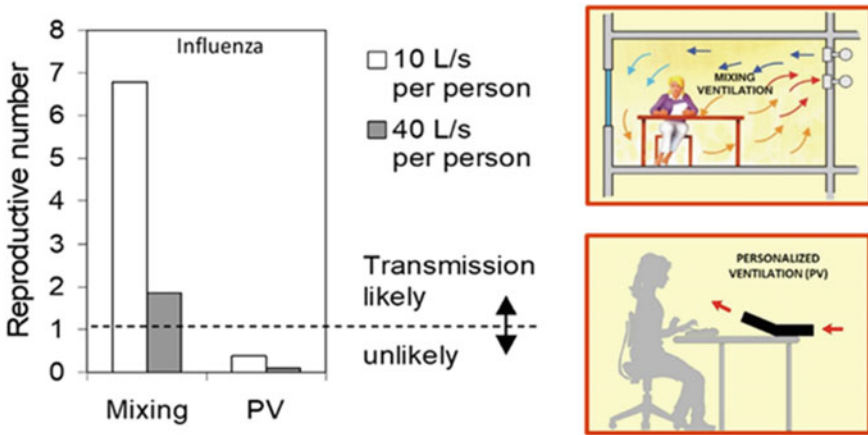 Reproductive number
8
7
6
5
4
3
2
1
0
Influenza
Mixing
PV
10 L/s
per person
40 L/s
per person
Transmission
likely
unlikely
MIXING
VENTILATION
PERSONALIZED
VENTILATION (PV)